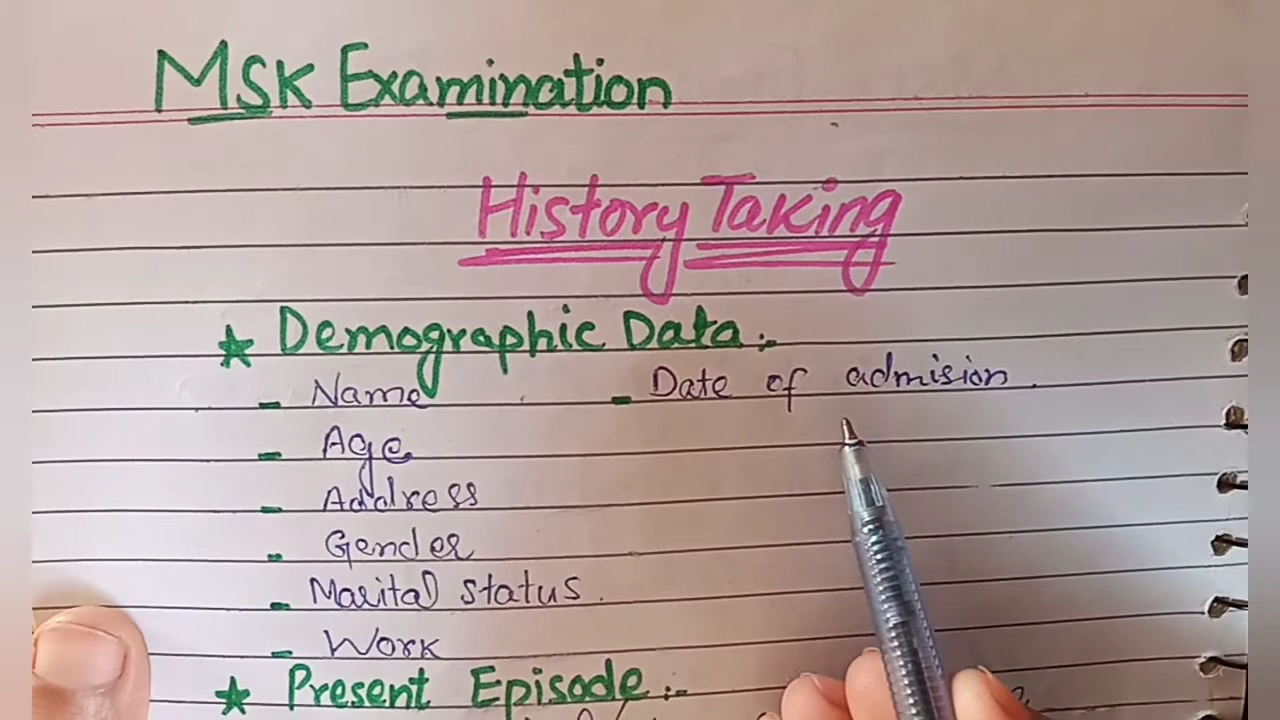 MSK Examination
History Taking
★ Demographic Data :-
- Name - Date of admision.
- Age
- Address
- Gender
- Marital status.
- Work
★ Present Episode :-